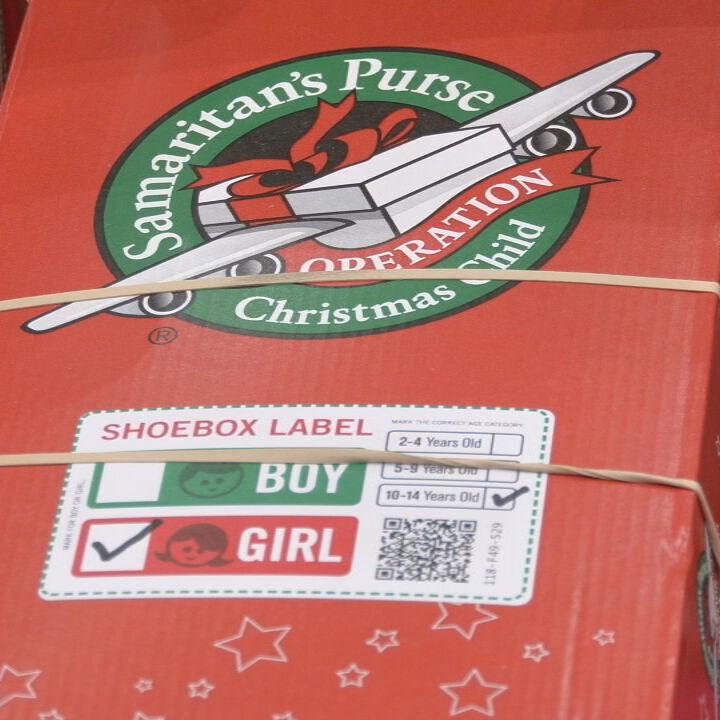 Samaritan's Purse
OPERATION
Christmas Child
®
SHOEBOX LABEL
MARK THE CORRECT AGE CATEGORY
2-4 Years Old
5-9 Years Old
10-14 Years Old
MARK FOR BOY OR GIRL
BOY
GIRL
118-F49-529